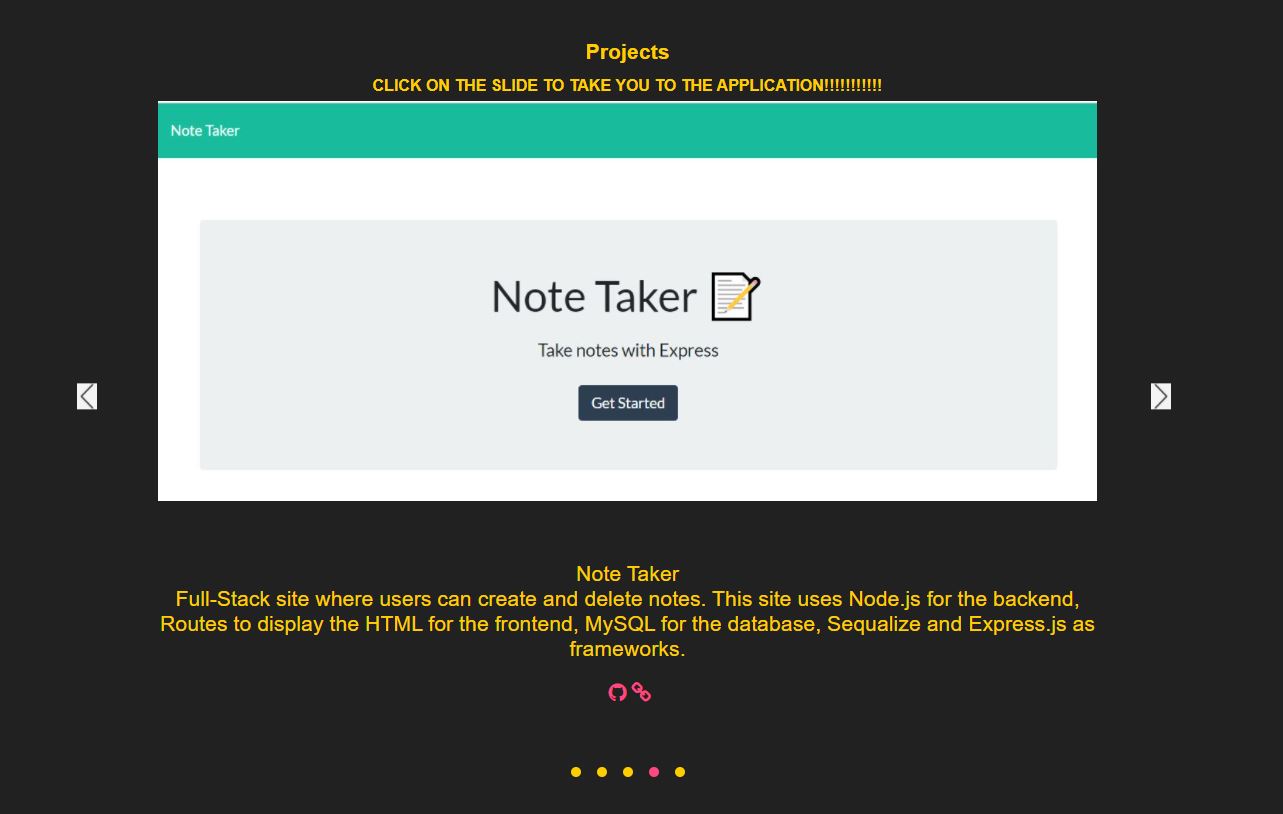 Projects
CLICK ON THE SLIDE TO TAKE YOU TO THE APPLICATION!!!!!!!!!!!
Note Taker
Note Taker
Take notes with Express
Get Started
Note Taker
Full-Stack site where users can create and delete notes. This site uses Node.js for the backend,
Routes to display the HTML for the frontend, MySQL for the database, Sequalize and Express.js as
frameworks.